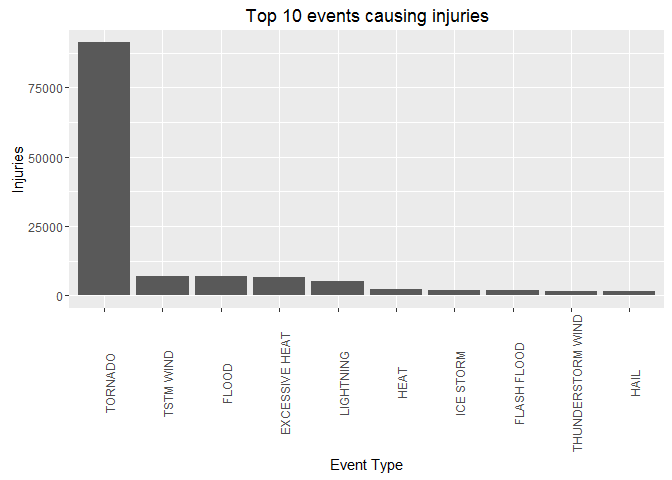 Top 10 events causing injuries
Injuries
75000
50000
25000
0
TORNADO
TSTM WIND
FLOOD
EXCESSIVE HEAT
LIGHTNING
HEAT
ICE STORM
FLASH FLOOD
THUNDERSTORM WIND
HAIL
Event Type